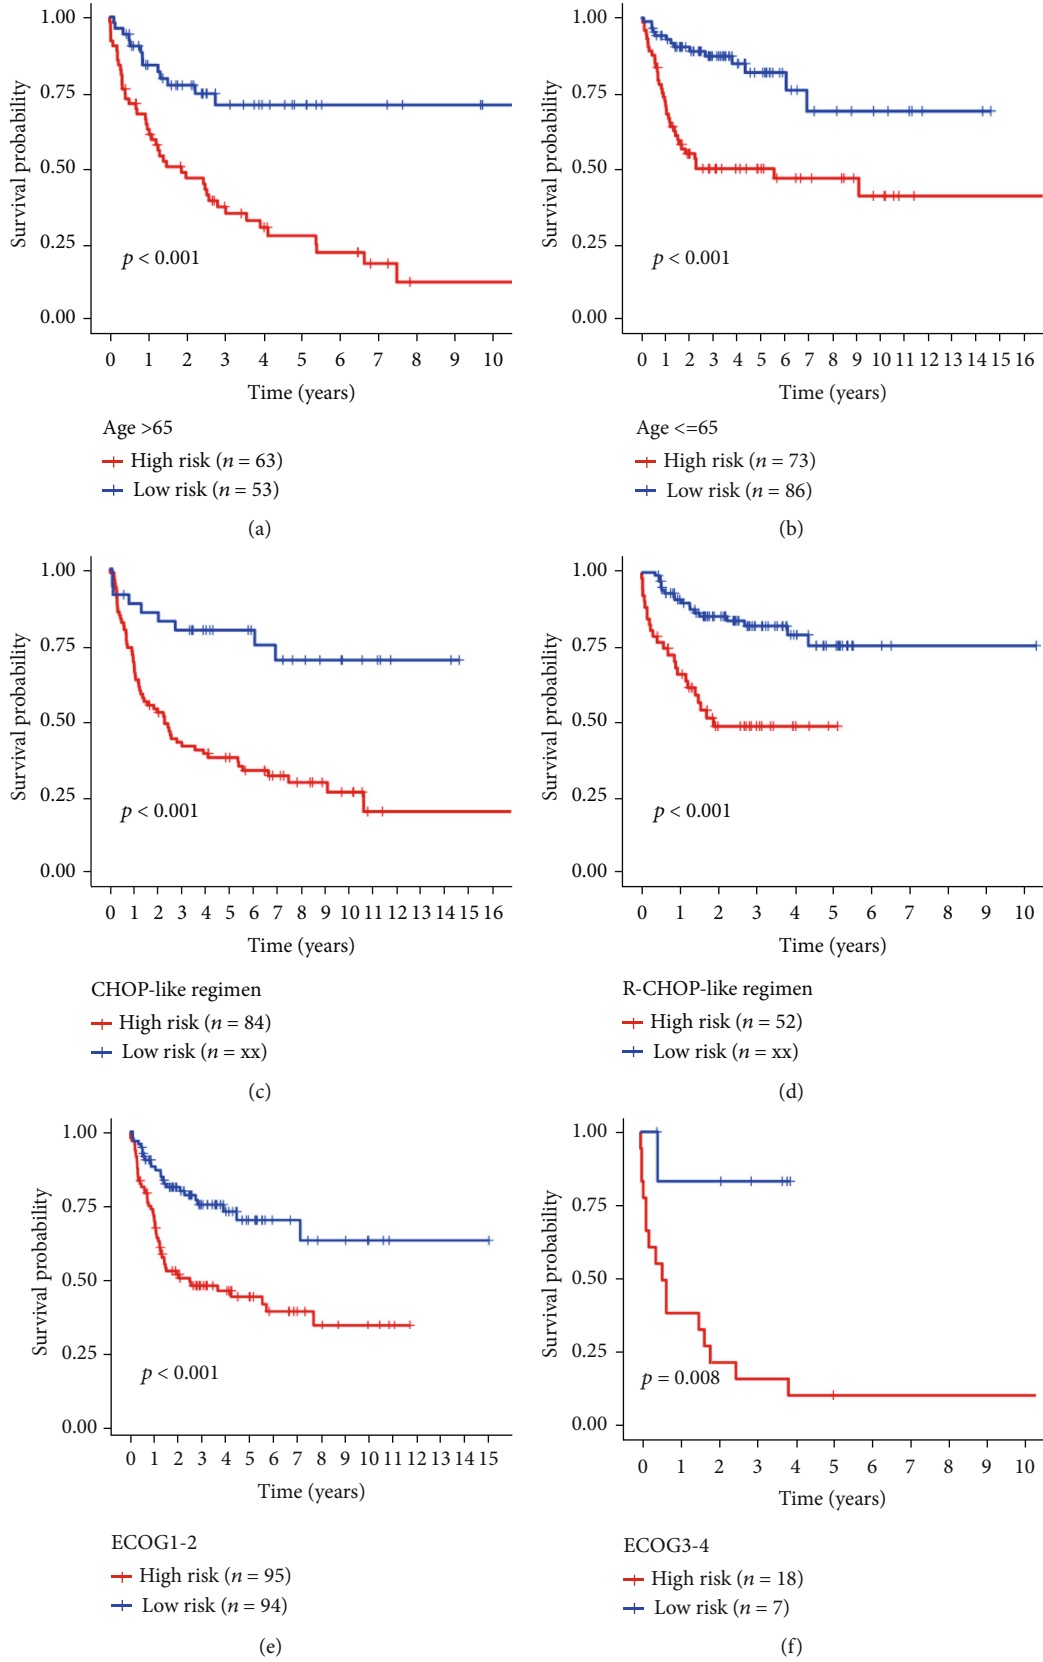 1.00
0.75
0.50
0.25
0.00
Survival probability
p < 0.001
0 1 2 3 4 5 6 7 8 9 10
Time (years)
Age >65
High risk (n = 63)
Low risk (n = 53)
(a)
1.00
0.75
0.50
0.25
0.00
Survival probability
p < 0.001
0 1 2 3 4 5 6 7 8 9 10 11 12 13 14 15 16
Time (years)
Age <=65
High risk (n = 73)
Low risk (n = 86)
(b)
1.00
0.75
0.50
0.25
0.00
Survival probability
p < 0.001
0 1 2 3 4 5 6 7 8 9 10 11 12 13 14 15 16
Time (years)
CHOP-like regimen
High risk (n = 84)
Low risk (n = xx)
(c)
1.00
0.75
0.50
0.25
0.00
Survival probability
p < 0.001
0 1 2 3 4 5 6 7 8 9 10
Time (years)
R-CHOP-like regimen
High risk (n = 52)
Low risk (n = xx)
(d)
1.00
0.75
0.50
0.25
0.00
Survival probability
p < 0.001
0 1 2 3 4 5 6 7 8 9 10 11 12 13 14 15
Time (years)
ECOG1-2
High risk (n = 95)
Low risk (n = 94)
(e)
1.00
0.75
0.50
0.25
0.00
Survival probability
p = 0.008
0 1 2 3 4 5 6 7 8 9 10
Time (years)
ECOG3-4
High risk (n = 18)
Low risk (n = 7)
(f)